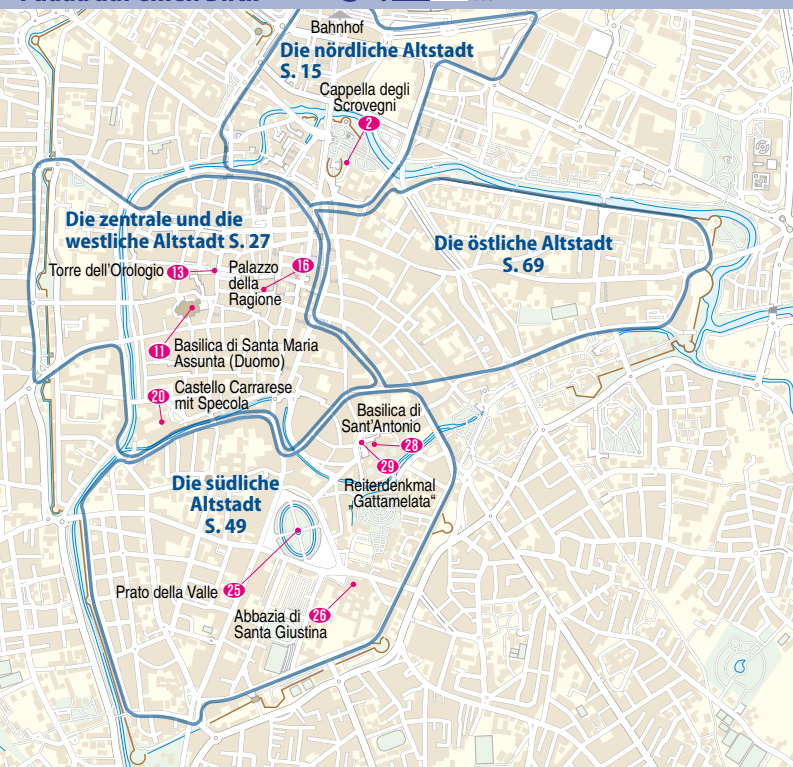 Bahnhof
Die nördliche Altstadt
S. 15
Cappella degli
Scrovegni
2
Die zentrale und die
westliche Altstadt S. 27
Die östliche Altstadt
S. 69
Torre dell'Orologio 13
Palazzo
della
Ragione
16
11 Basilica di Santa Maria
Assunta (Duomo)
20 Castello Carrarese
mit Specola
Basilica di
Sant'Antonio
28
29
Reiterdenkmal
„Gattamelata“
Die südliche
Altstadt
S. 49
Prato della Valle 25
Abbazia di
Santa Giustina
26